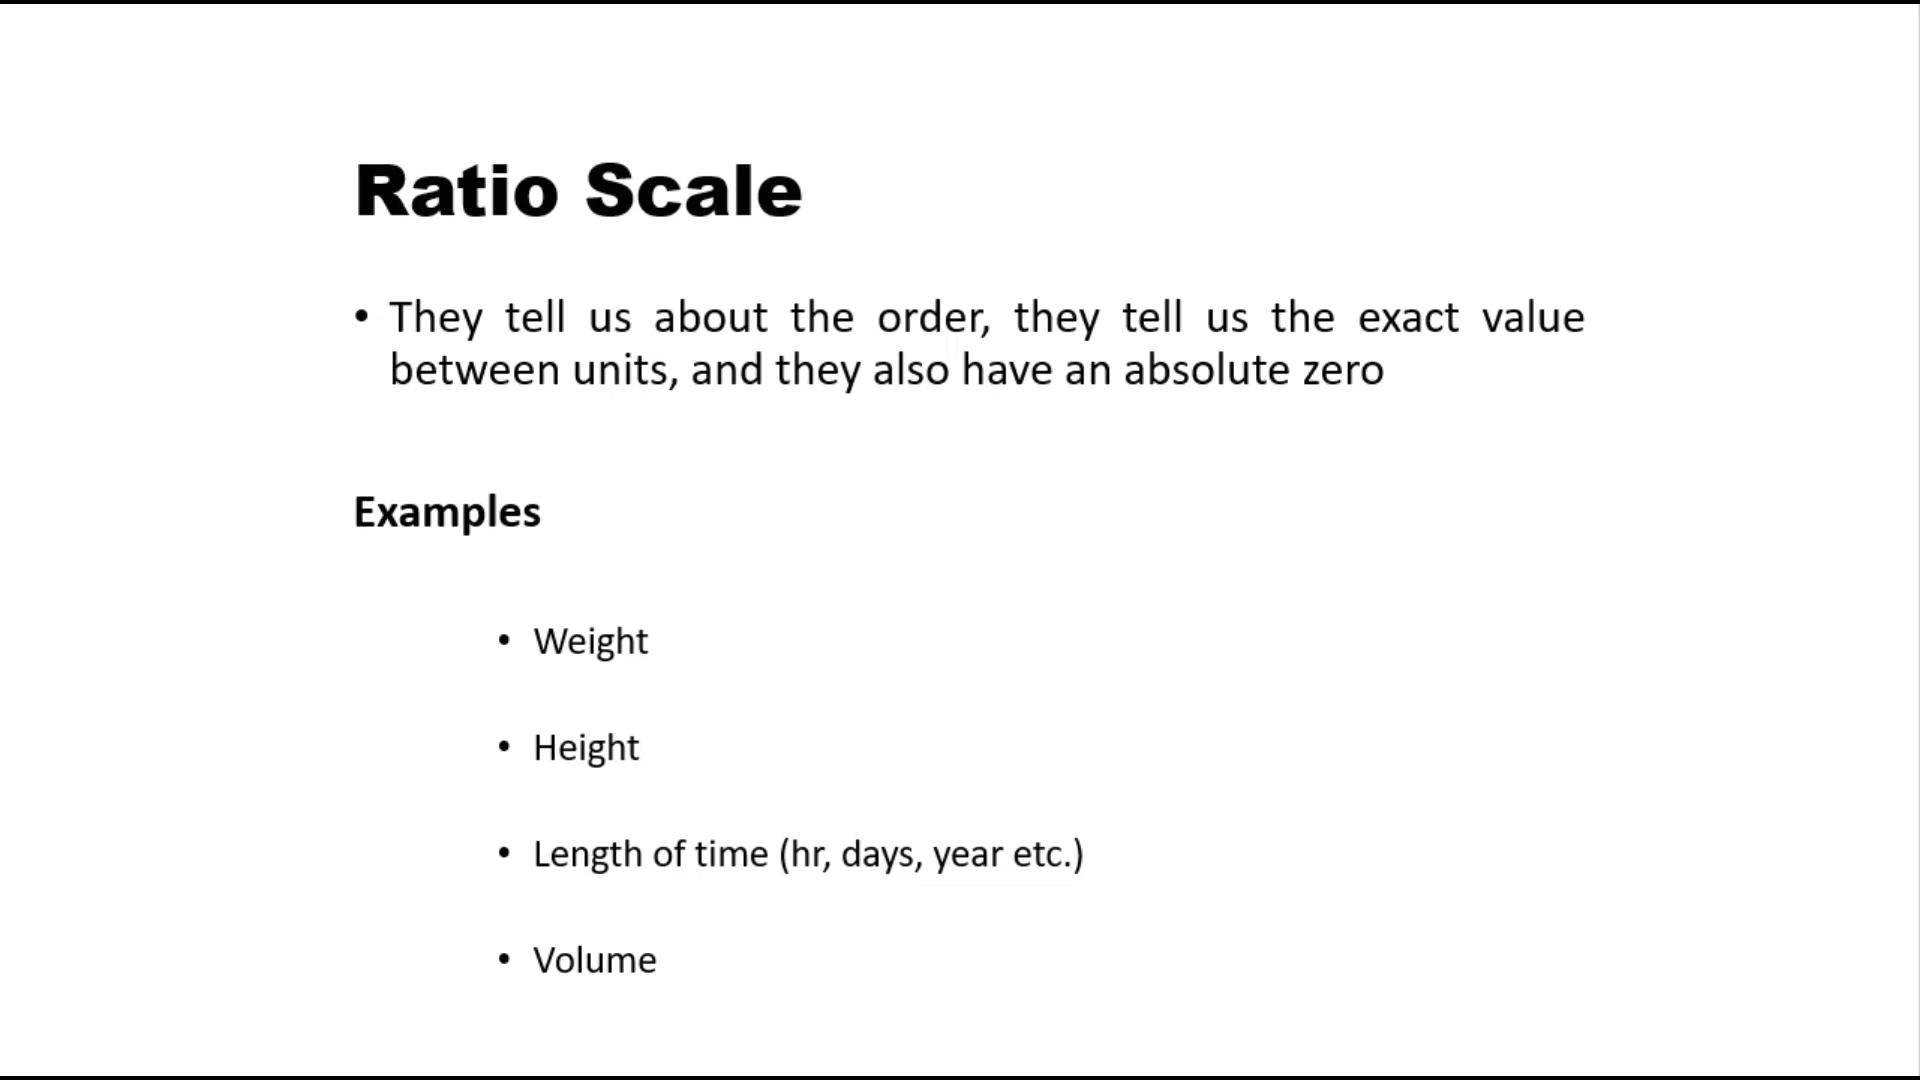 Ratio Scale
• They tell us about the order, they tell us the exact value
between units, and they also have an absolute zero
Examples
• Weight
• Height
• Length of time (hr, days, year etc.)
• Volume